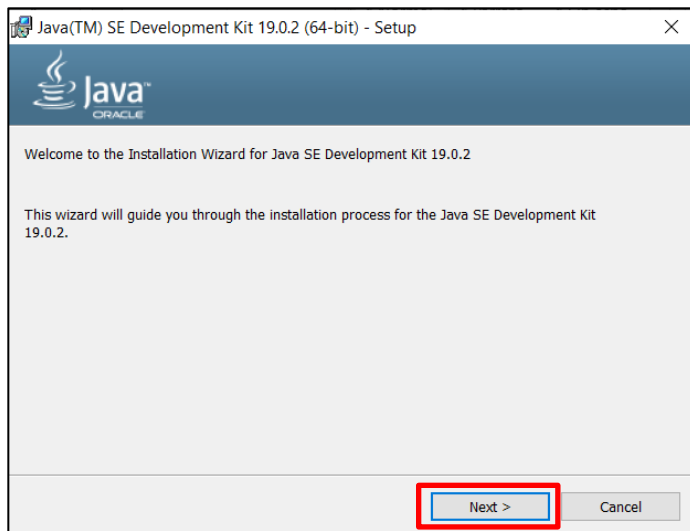 Java(TM) SE Development Kit 19.0.2 (64-bit) - Setup
Java™
ORACLE
Welcome to the Installation Wizard for Java SE Development Kit 19.0.2
This wizard will guide you through the installation process for the Java SE Development Kit
19.0.2.
Next >
Cancel